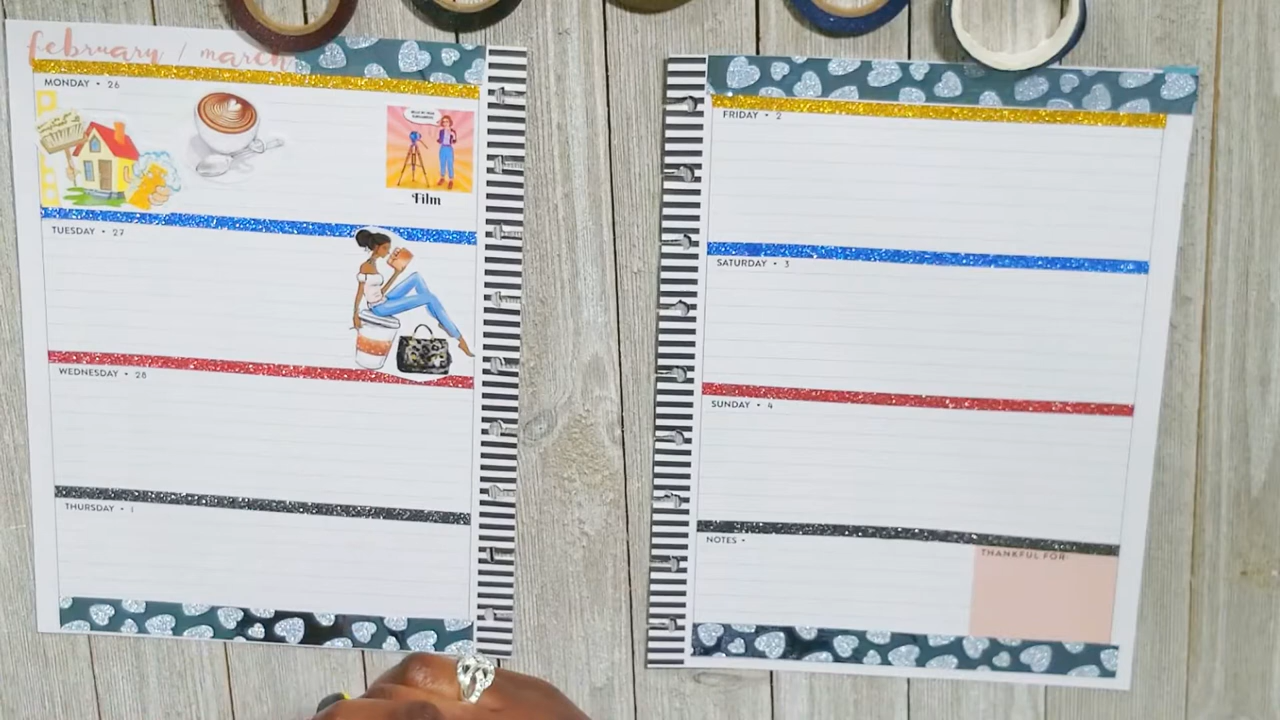 february / march
MONDAY • 26
Film
TUESDAY • 27
WEDNESDAY • 28
THURSDAY • 1
FRIDAY • 2
SATURDAY • 3
SUNDAY • 4
NOTES •
THANKFUL FOR: